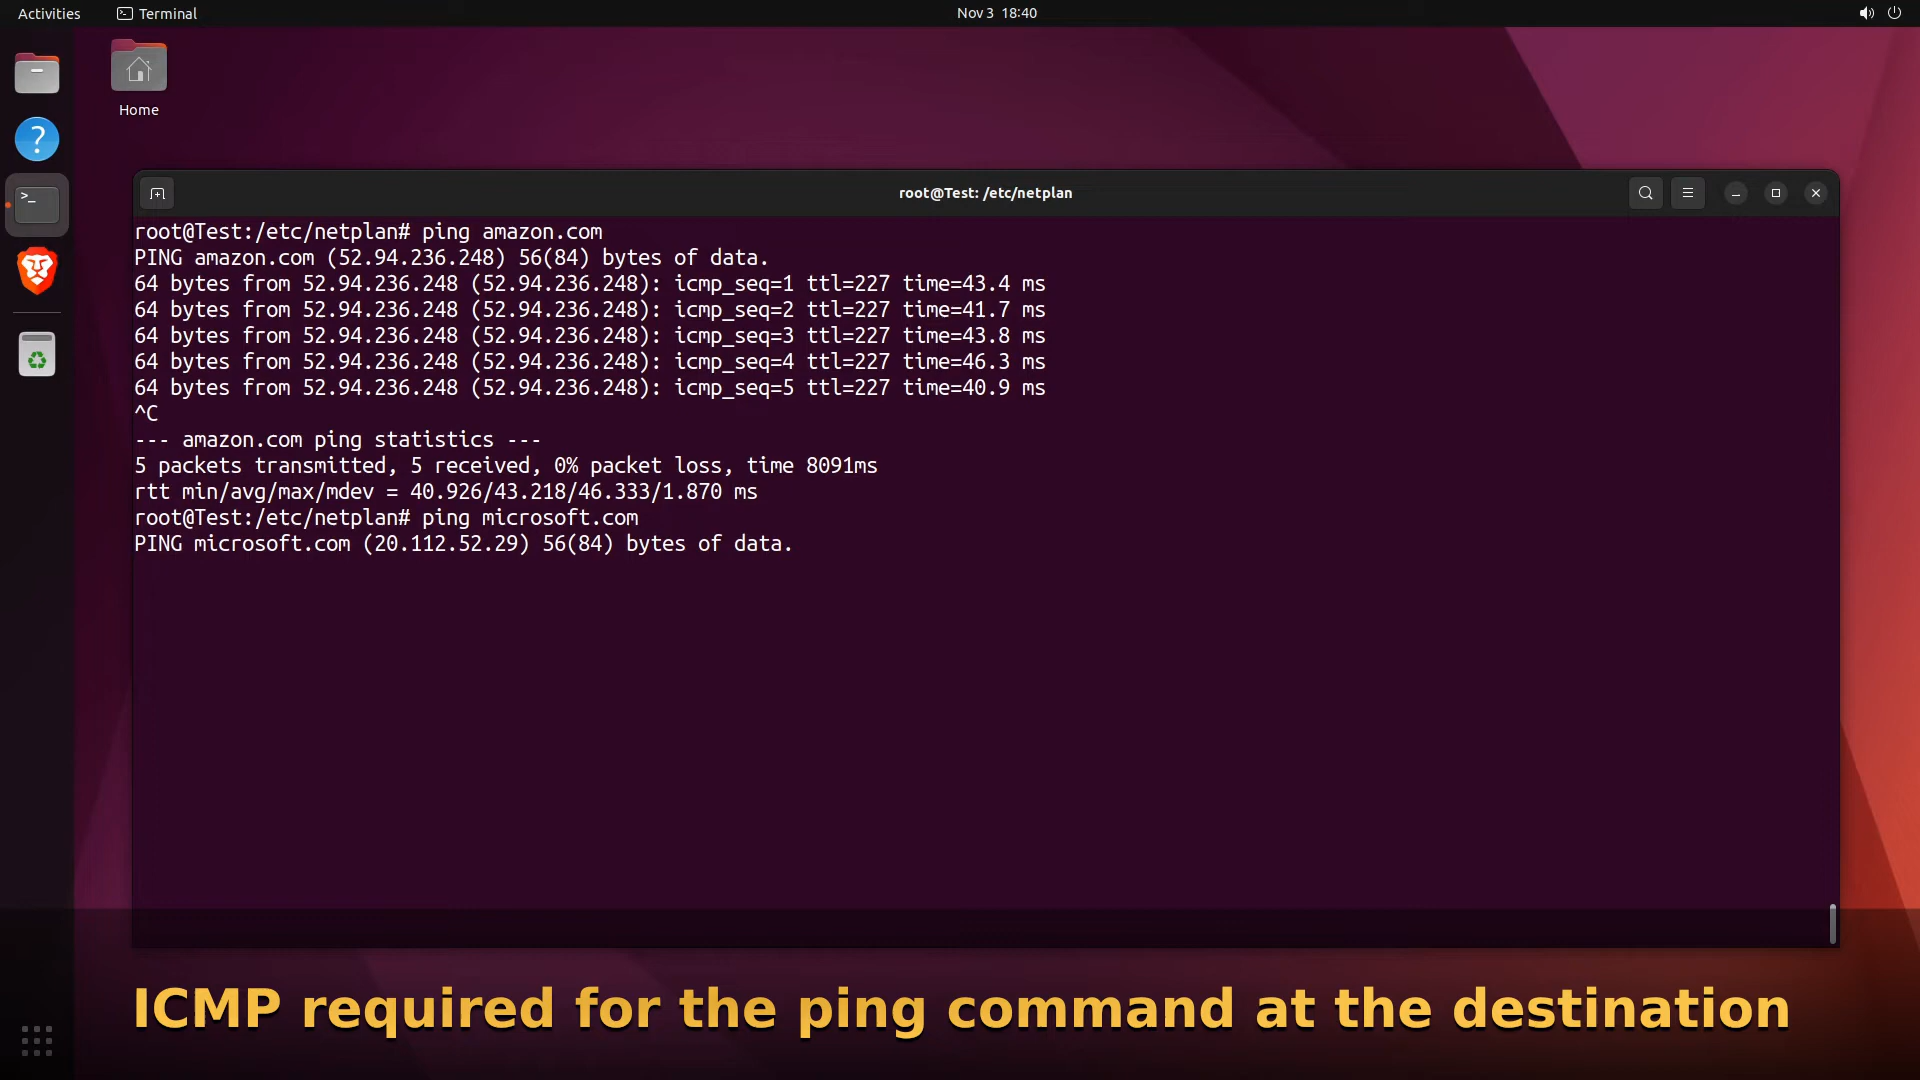 Activities
Terminal
Nov 3 18:40
Home
root@Test: /etc/netplan
root@Test:/etc/netplan# ping amazon.com
PING amazon.com (52.94.236.248) 56(84) bytes of data.
64 bytes from 52.94.236.248 (52.94.236.248): icmp_seq=1 ttl=227 time=43.4 ms
64 bytes from 52.94.236.248 (52.94.236.248): icmp_seq=2 ttl=227 time=41.7 ms
64 bytes from 52.94.236.248 (52.94.236.248): icmp_seq=3 ttl=227 time=43.8 ms
64 bytes from 52.94.236.248 (52.94.236.248): icmp_seq=4 ttl=227 time=46.3 ms
64 bytes from 52.94.236.248 (52.94.236.248): icmp_seq=5 ttl=227 time=40.9 ms
^C
--- amazon.com ping statistics ---
5 packets transmitted, 5 received, 0% packet loss, time 8091ms
rtt min/avg/max/mdev = 40.926/43.218/46.333/1.870 ms
root@Test:/etc/netplan# ping microsoft.com
PING microsoft.com (20.112.52.29) 56(84) bytes of data.
ICMP required for the ping command at the destination